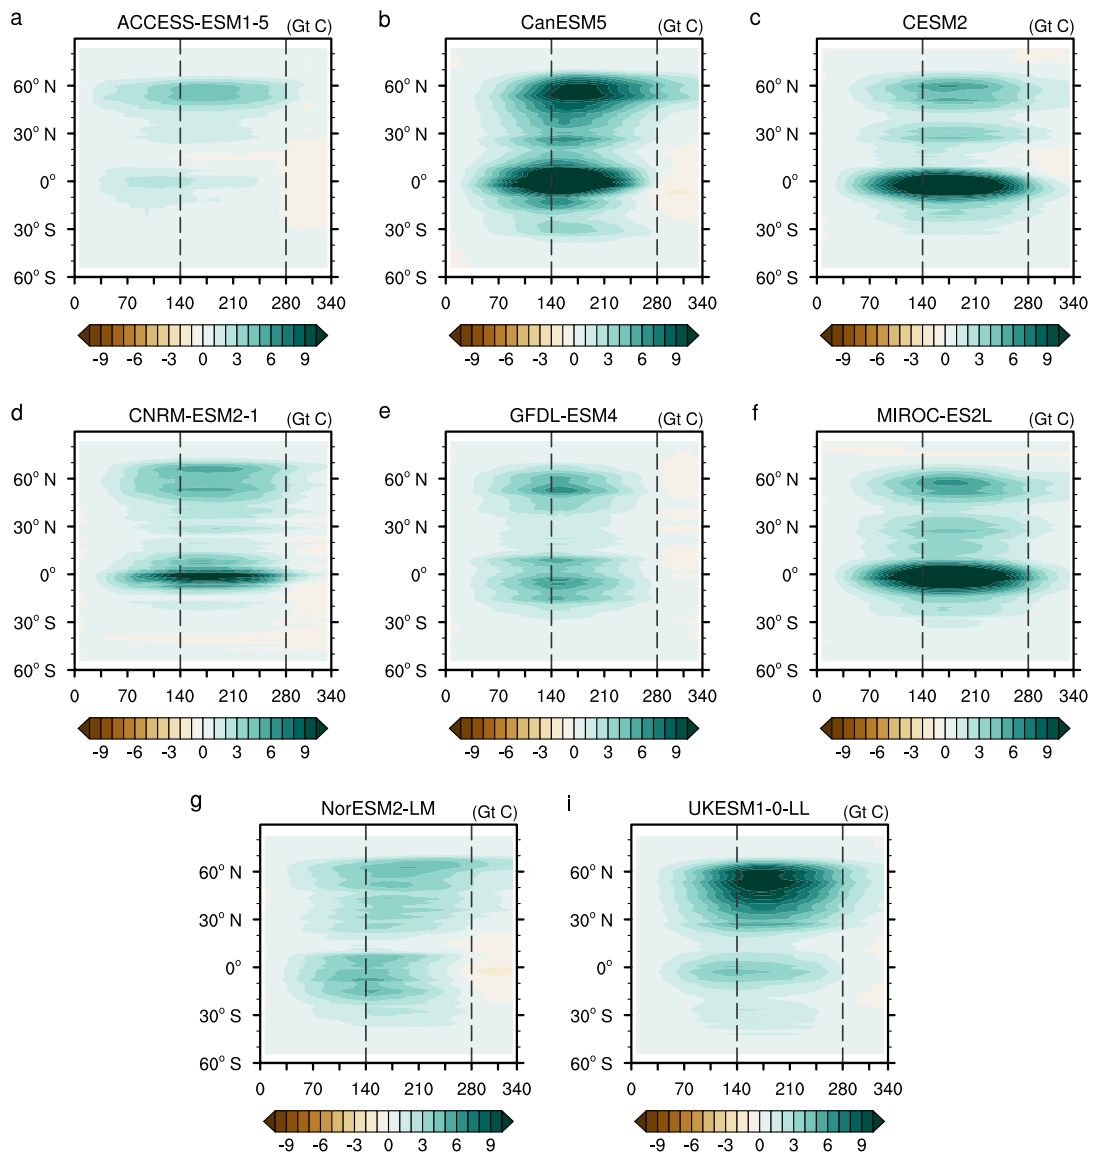 a ACCESS-ESM1-5 (Gt C)
60° N
30° N
0°
30° S
60° S
0 70 140 210 280 340
-9 -6 -3 0 3 6 9
b CanESM5 (Gt C)
60° N
30° N
0°
30° S
60° S
0 70 140 210 280 340
-9 -6 -3 0 3 6 9
c CESM2 (Gt C)
60° N
30° N
0°
30° S
60° S
0 70 140 210 280 340
-9 -6 -3 0 3 6 9
d CNRM-ESM2-1 (Gt C)
60° N
30° N
0°
30° S
60° S
0 70 140 210 280 340
-9 -6 -3 0 3 6 9
e GFDL-ESM4 (Gt C)
60° N
30° N
0°
30° S
60° S
0 70 140 210 280 340
-9 -6 -3 0 3 6 9
f MIROC-ES2L (Gt C)
60° N
30° N
0°
30° S
60° S
0 70 140 210 280 340
-9 -6 -3 0 3 6 9
g NorESM2-LM (Gt C)
60° N
30° N
0°
30° S
60° S
0 70 140 210 280 340
-9 -6 -3 0 3 6 9
i UKESM1-0-LL (Gt C)
60° N
30° N
0°
30° S
60° S
0 70 140 210 280 340
-9 -6 -3 0 3 6 9